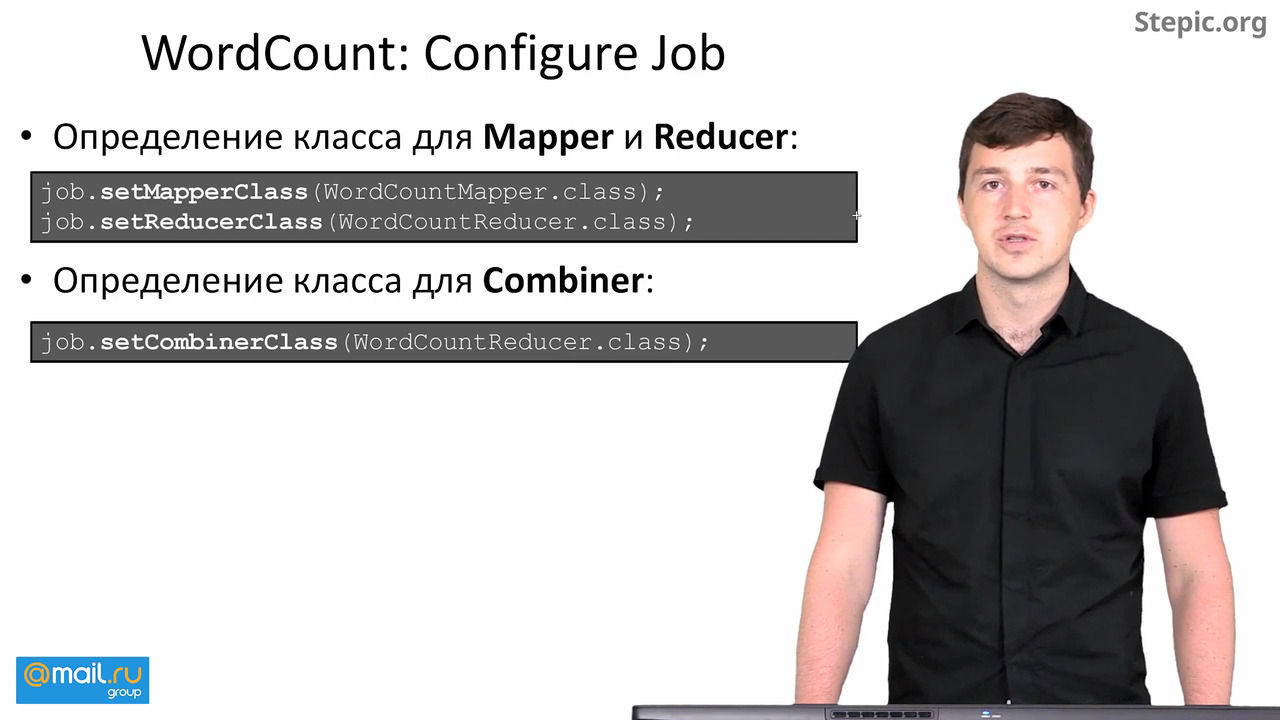 Stepic.org
WordCount: Configure Job
• Определение класса для Mapper и Reducer:
job.setMapperClass(WordCountMapper.class);
job.setReducerClass(WordCountReducer.class);
• Определение класса для Combiner:
job.setCombinerClass(WordCountReducer.class);
@mail.ru
group